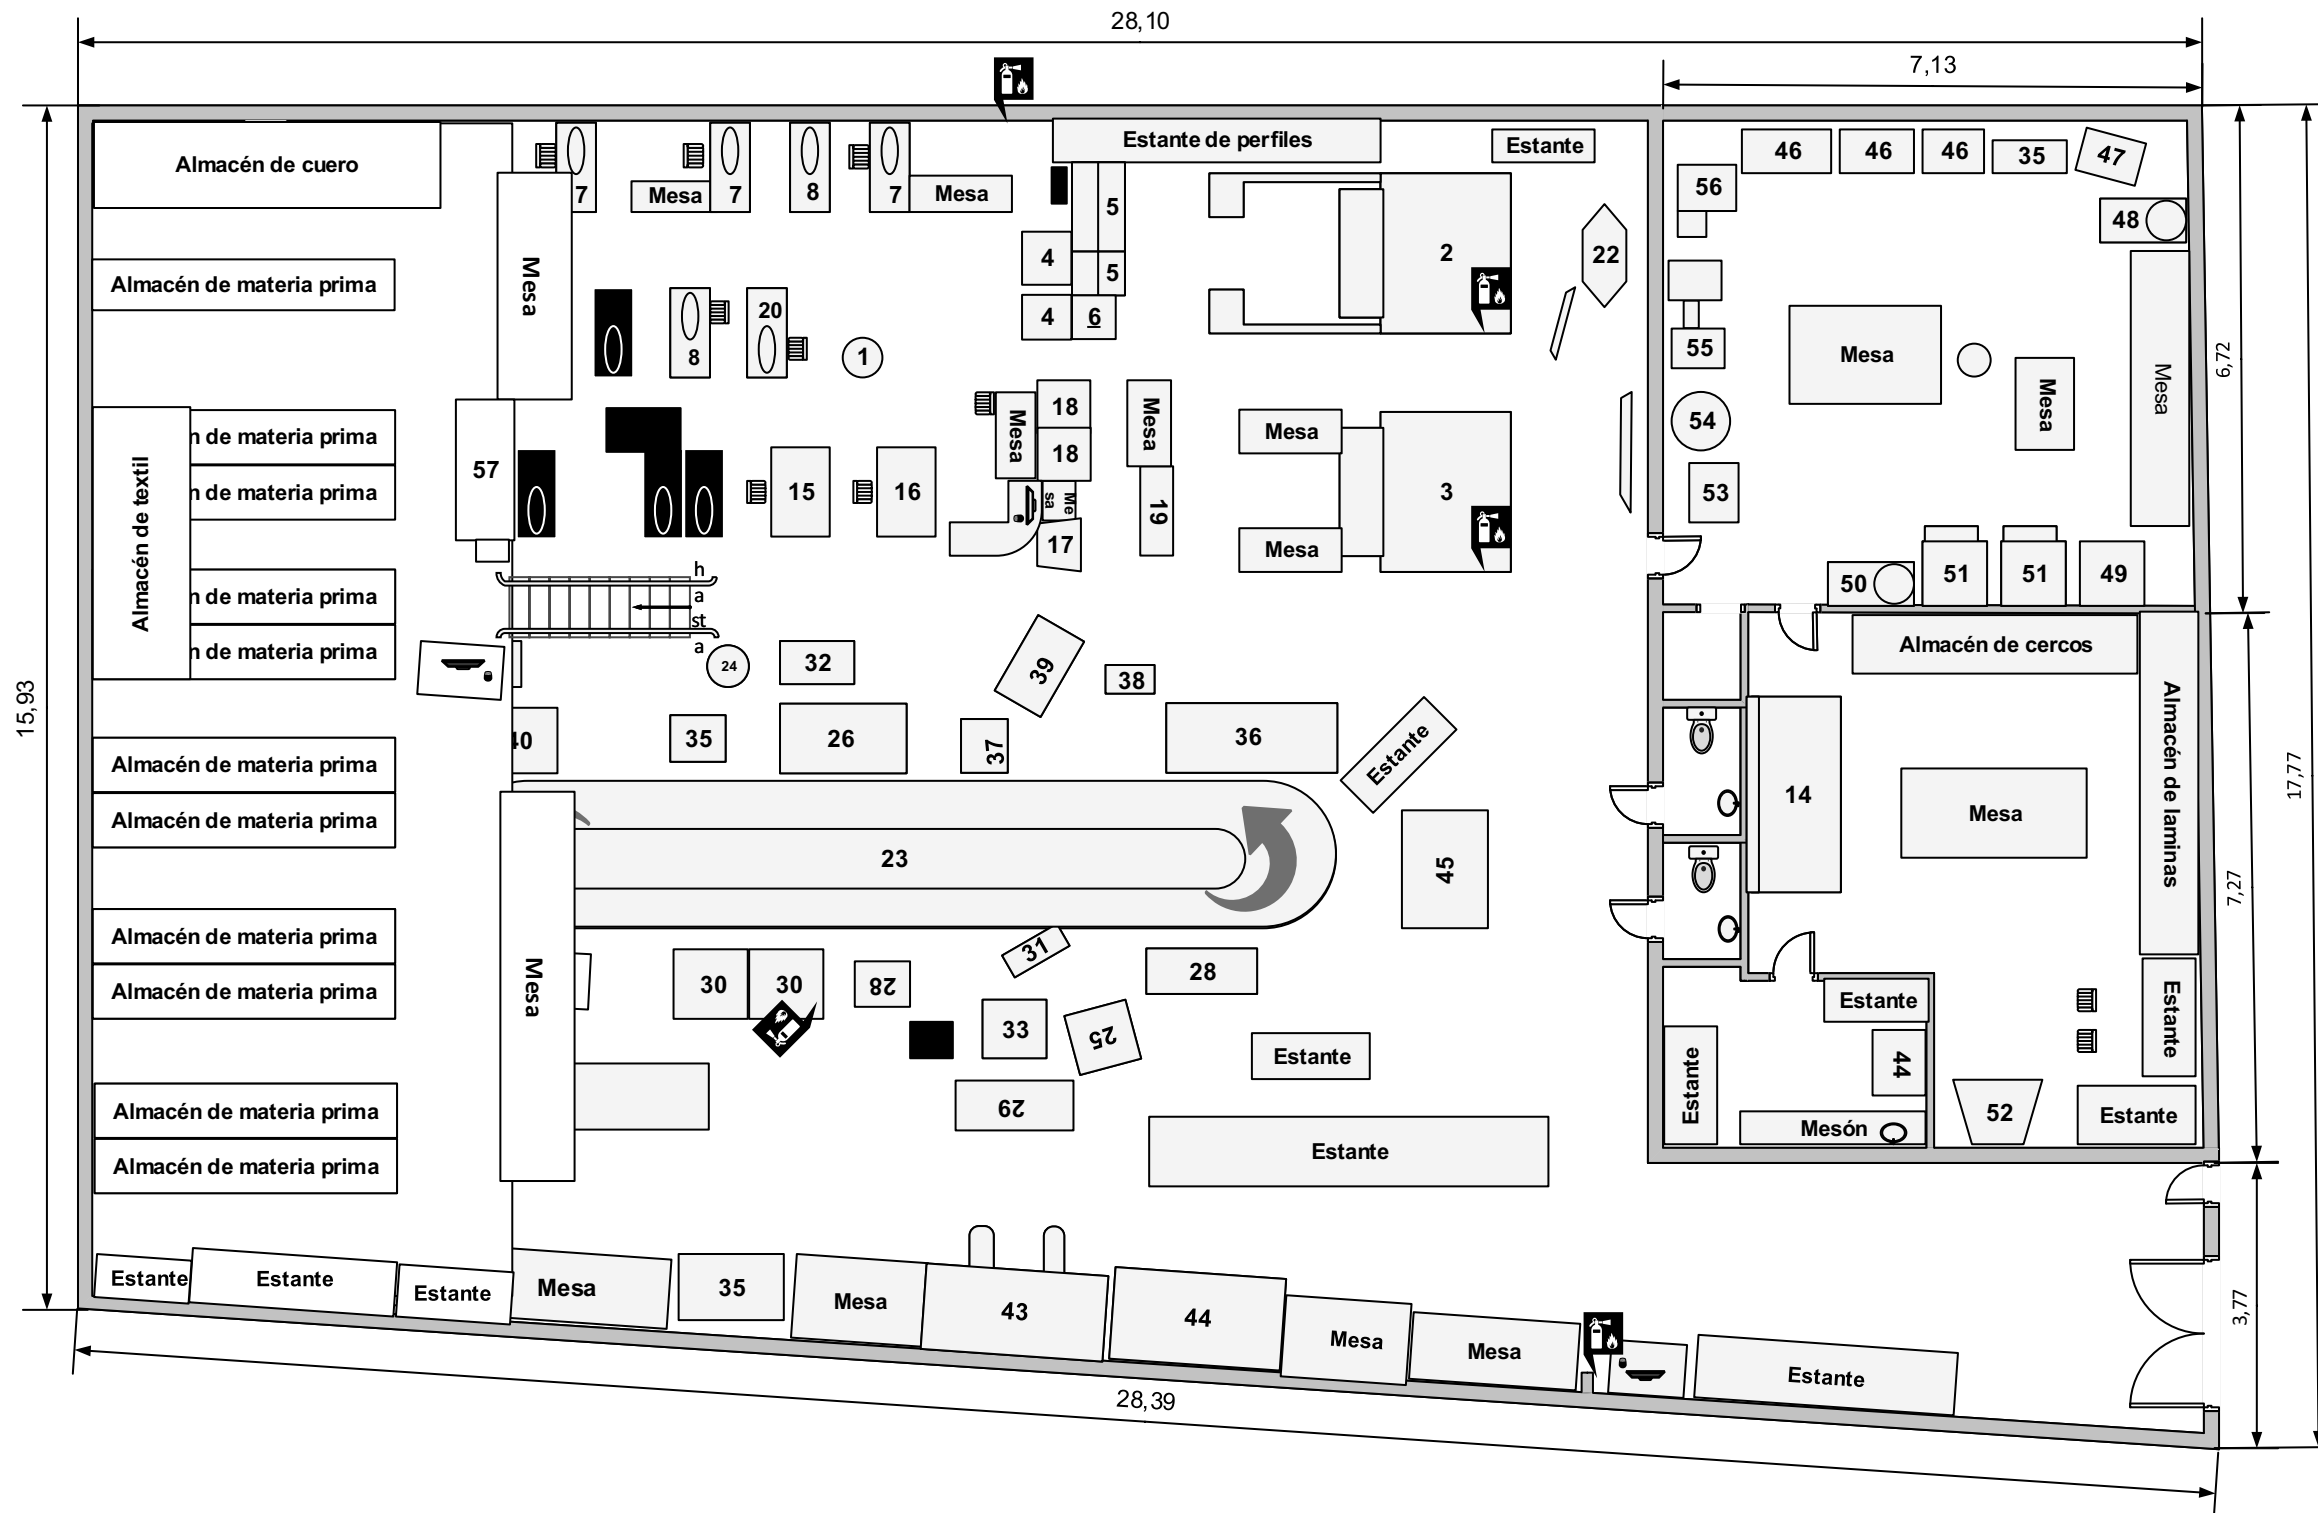 28,10
7,13
Almacén de cuero
Estante de perfiles
Estante
46
46
46
35
47
7
Mesa
7
8
7
Mesa
5
56
48
4
5
2
22
Almacén de materia prima
Mesa
20
8
1
4
6
55
Mesa
Mesa
Mesa
6,72
n de materia prima
n de materia prima
Almacén de textil
57
15
16
Mesa
18
18
Me
sa
17
Mesa
19
Mesa
3
Mesa
54
53
h
a
st
a
n de materia prima
n de materia prima
50
51
51
49
Almacén de cercos
24
32
39
38
15,93
40
35
26
37
36
Estante
Almacén de materia prima
Almacén de materia prima
14
Mesa
Almacén de laminas
17,77
23
45
7,27
Almacén de materia prima
Almacén de materia prima
Mesa
30
30
28
31
28
33
25
Estante
29
Estante
Estante
Estante
44
Mesón
52
Estante
Estante
Almacén de materia prima
Almacén de materia prima
Estante
Estante
Estante
Mesa
35
Mesa
43
44
Mesa
Mesa
Estante
3,77
28,39